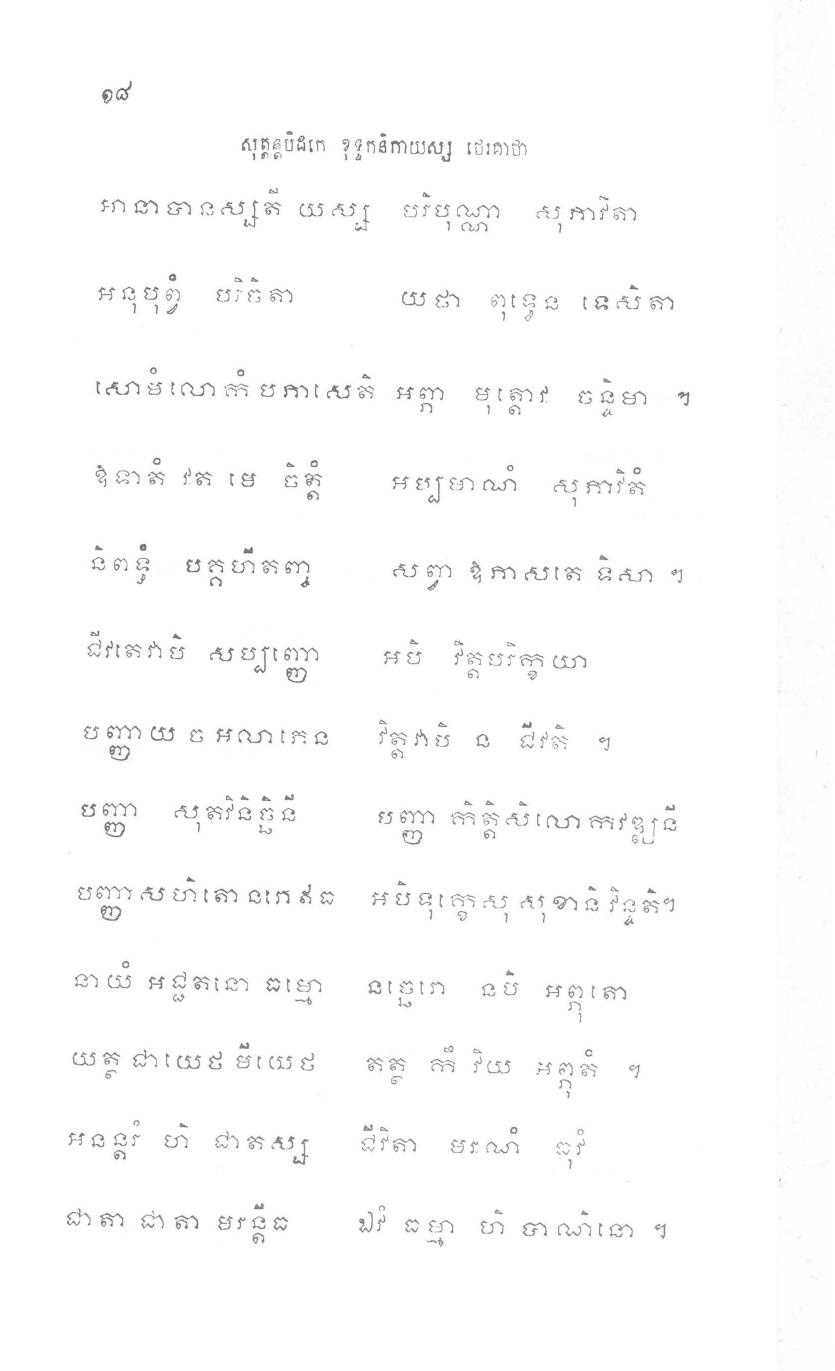 ១៨
សុត្តន្តបិដកេ ខុទ្ទកនិកាយស្ស ថេរគាថា
អានាបានស្សតី យស្ស បរិបុណ្ណា សុភាវិតា
អនុបុព្វំ បរិចិតា យថា ពុទ្ធេន ទេសិតា
សោមំលោកំបភាសេតិ អព្ភា មុត្តោវ ចន្ទិមា ។
ឱទាតំ វត មេ ចិត្តំ អប្បមាណំ សុភាវិតំ
និពទ្ធំ បគ្គហីតញ្ច សព្វា ឱភាសតេ ទិសា ។
ជីវតេវាបិ សប្បញ្ញោ អបិ វិត្តបរិក្ខយា
បញ្ញាយ ច អលាភេន វិត្តវាបិ ន ជីវតិ ។
បញ្ញា សុតវិនិច្ឆិនី បញ្ញា កិត្តិសិលោកវឌ្ឍនី
បញ្ញាសហិតោ នរោ ឥធ អបិ ទុក្ខេសុ សុខានិ វិន្ទតិ។
នាយំ អជ្ជតនោ ធម្មោ នច្ឆេរោ នបិ អព្ភុតោ
យត្ថ ជាយេថ មីយេថ តត្ថ កឹ វិយ អព្ភុតំ ។
អនន្តរំ ហិ ជាតស្ស ជីវិតា មរណំ ធុវំ
ជាតា ជាតា មរន្តីធ ឯវំ ធម្មា ហិ បាណិនោ ។